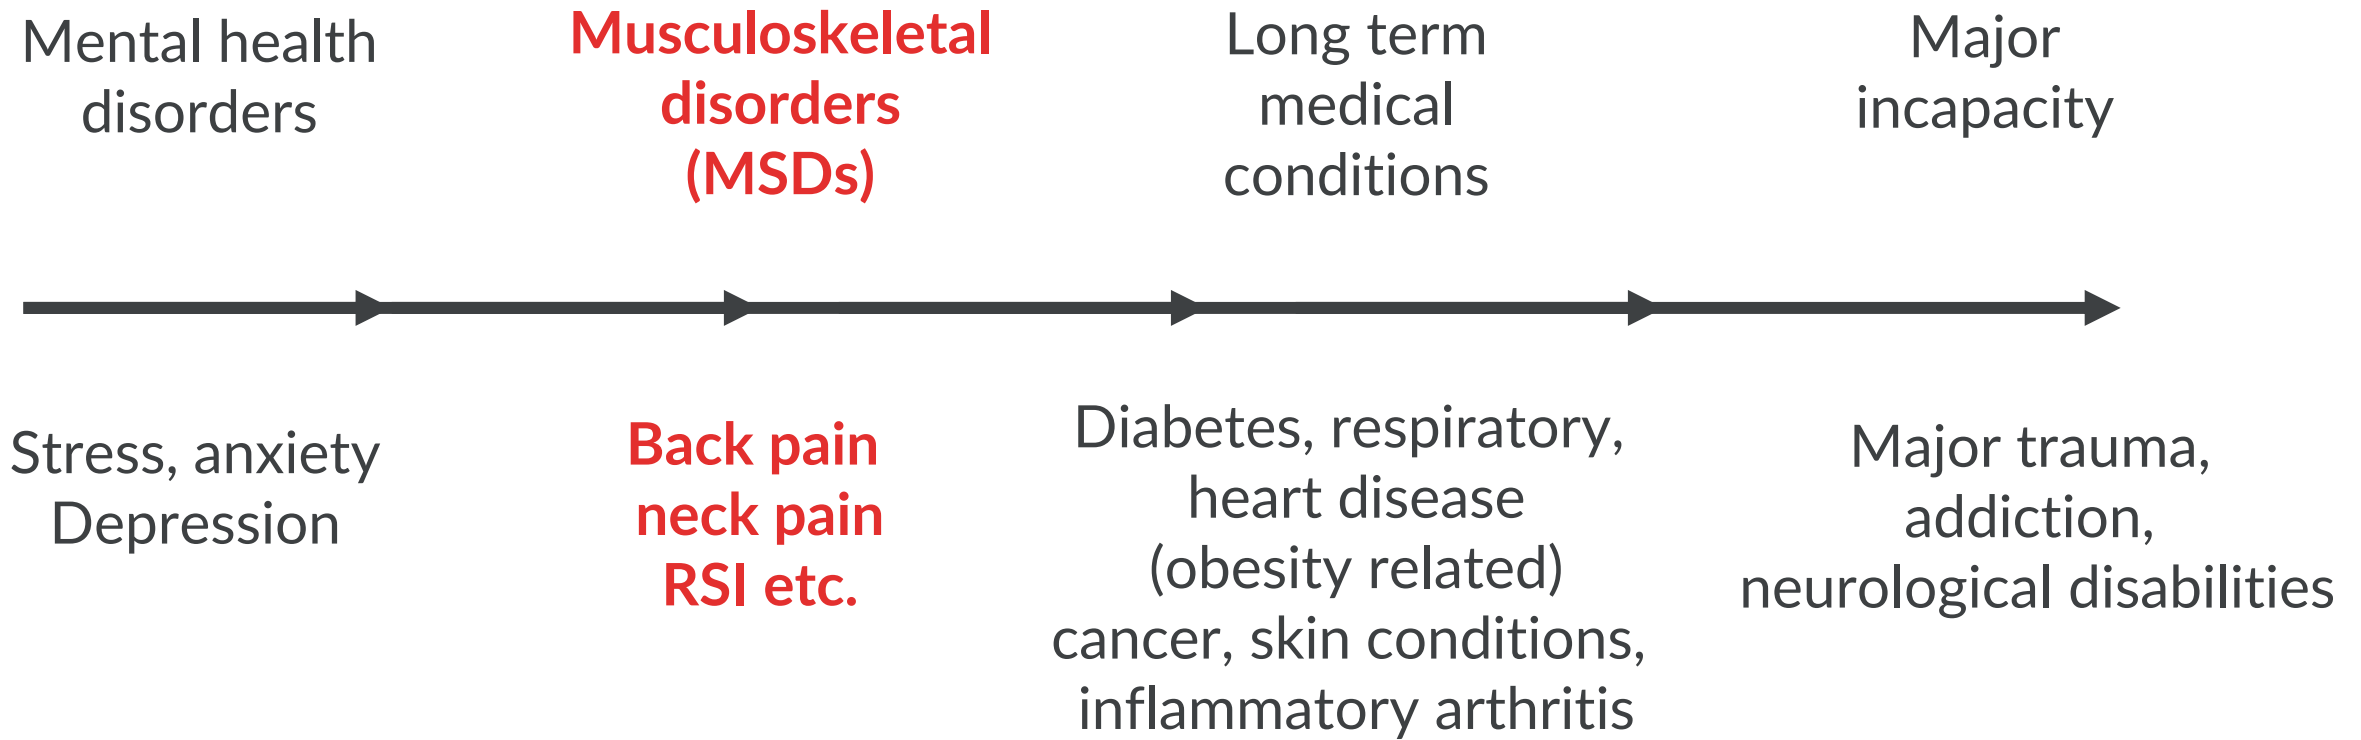 Mental health
disorders
Musculoskeletal
disorders
(MSDs)
Long term
medical
conditions
Major
incapacity
Stress, anxiety
Depression
Back pain
neck pain
RSI etc.
Diabetes, respiratory,
heart disease
(obesity related)
cancer, skin conditions,
inflammatory arthritis
Major trauma,
addiction,
neurological disabilities